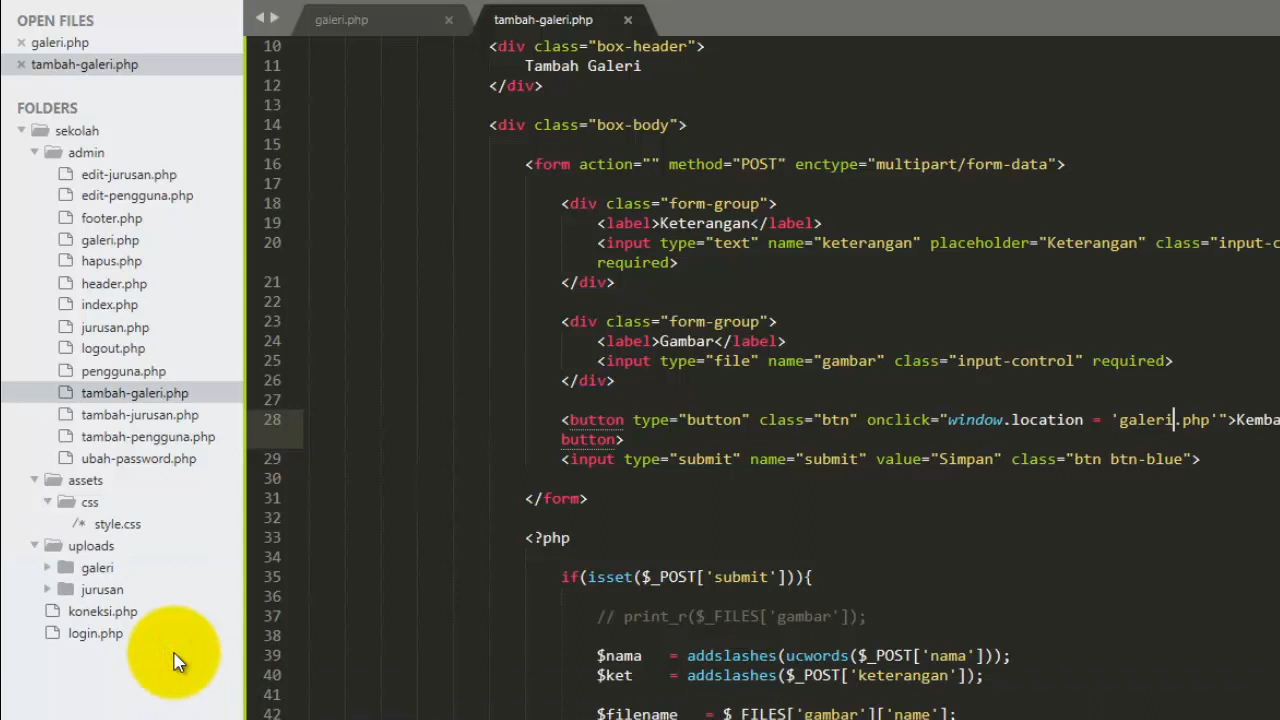 OPEN FILES
galeri.php
tambah-galeri.php
FOLDERS
sekolah
admin
edit-jurusan.php
edit-pengguna.php
footer.php
galeri.php
hapus.php
header.php
index.php
jurusan.php
logout.php
pengguna.php
tambah-galeri.php
tambah-jurusan.php
tambah-pengguna.php
ubah-password.php
assets
css
/* style.css
uploads
galeri
jurusan
koneksi.php
login.php
galeri.php
tambah-galeri.php
10 <div class="box-header">
11 Tambah Galeri
12 </div>
13
14 <div class="box-body">
15
16 <form action="" method="POST" enctype="multipart/form-data">
17
18 <div class="form-group">
19 <label>Keterangan</label>
20 <input type="text" name="keterangan" placeholder="Keterangan" class="input-c
required>
21 </div>
22
23 <div class="form-group">
24 <label>Gambar</label>
25 <input type="file" name="gambar" class="input-control" required>
26 </div>
27
28 <button type="button" class="btn" onclick="window.location = 'galeri.php'">Kemba
button>
29 <input type="submit" name="submit" value="Simpan" class="btn btn-blue">
30
31 </form>
32
33 <?php
34
35 if(isset($_POST['submit'])){
36
37 // print_r($_FILES['gambar']);
38
39 $nama = addslashes(ucwords($_POST['nama']));
40 $ket = addslashes($_POST['keterangan']);
41
42 $filename = $_FILES['gambar']['name'];